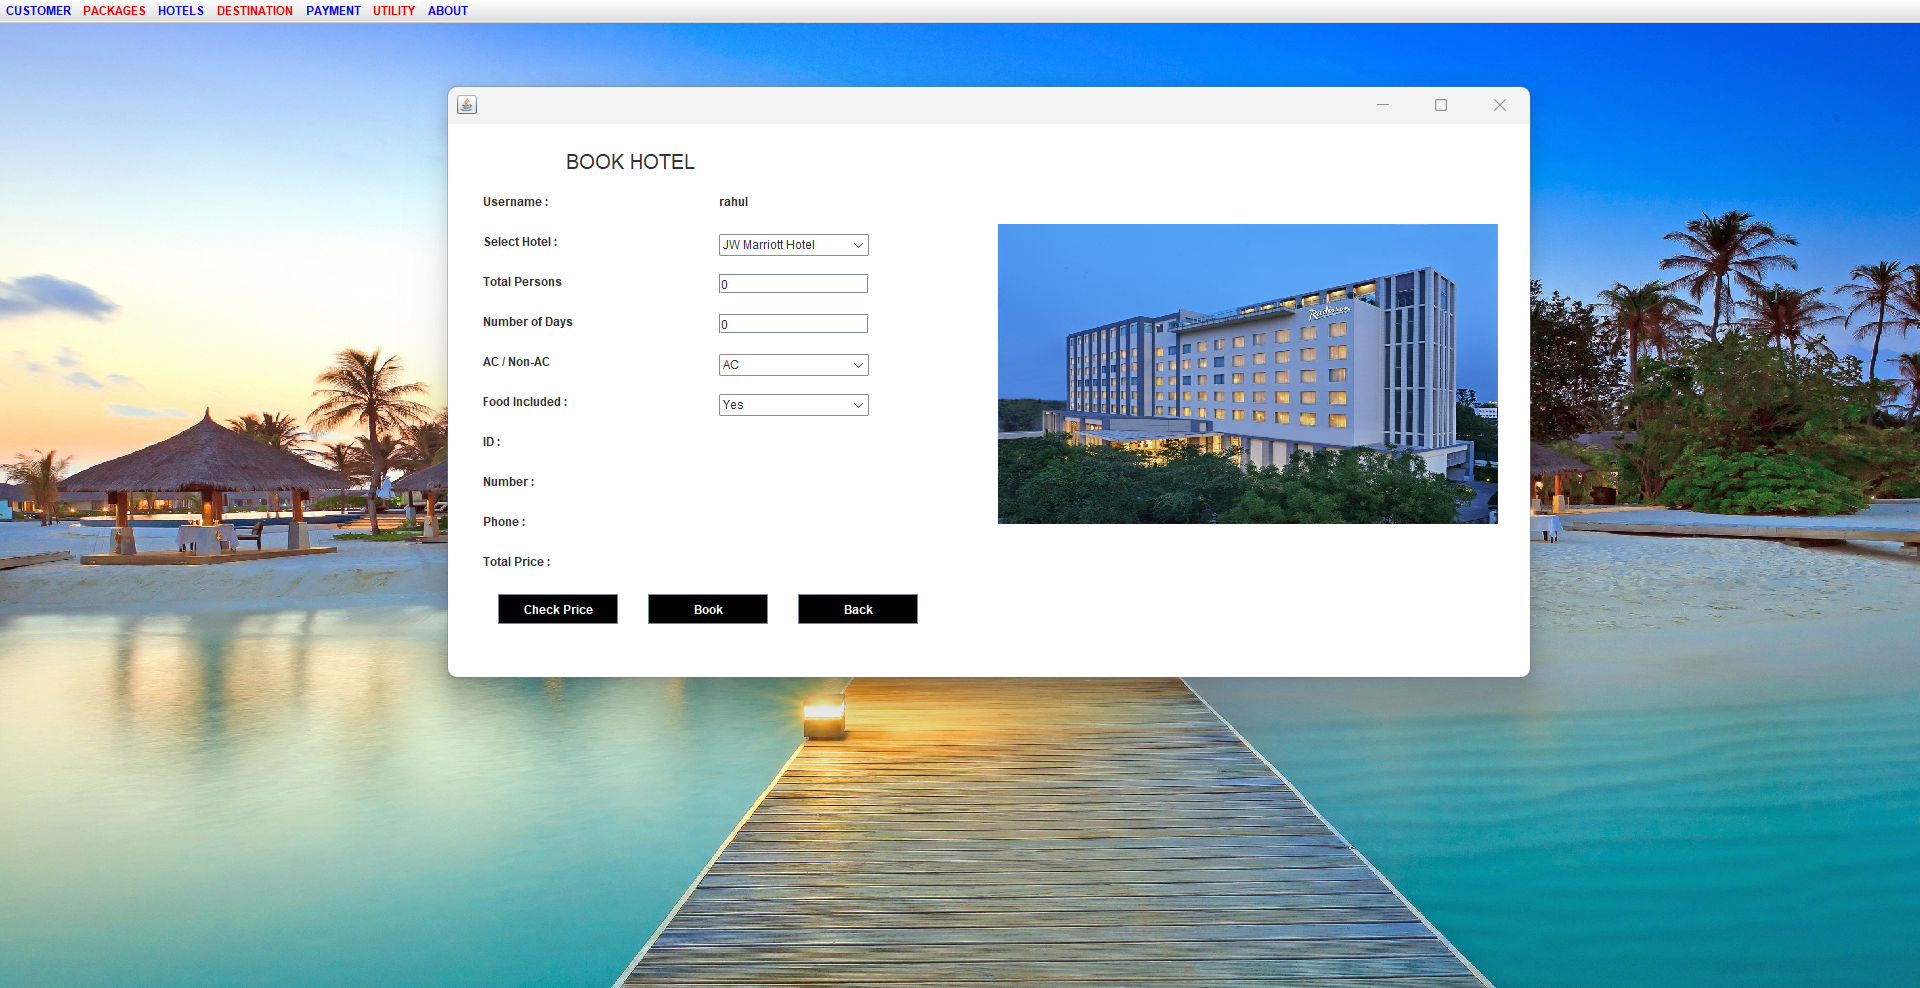 CUSTOMER PACKAGES HOTELS DESTINATION PAYMENT UTILITY ABOUT
BOOK HOTEL
Username : rahul
Select Hotel : JW Marriott Hotel
Total Persons 0
Number of Days 0
AC / Non-AC AC
Food Included : Yes
ID :
Number :
Phone :
Total Price :
Check Price Book Back
Radisson